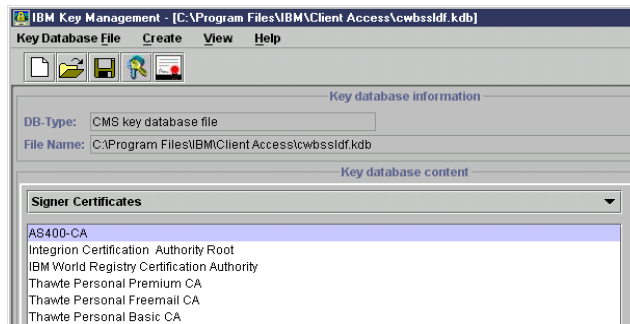 IBM Key Management - [C:\Program Files\IBM\Client Access\cwbssldf.kdb]
Key Database File Create View Help
Key database information
DB-Type: CMS key database file
File Name: C:\Program Files\IBM\Client Access\cwbssldf.kdb
Key database content
Signer Certificates
AS400-CA
Integrion Certification Authority Root
IBM World Registry Certification Authority
Thawte Personal Premium CA
Thawte Personal Freemail CA
Thawte Personal Basic CA